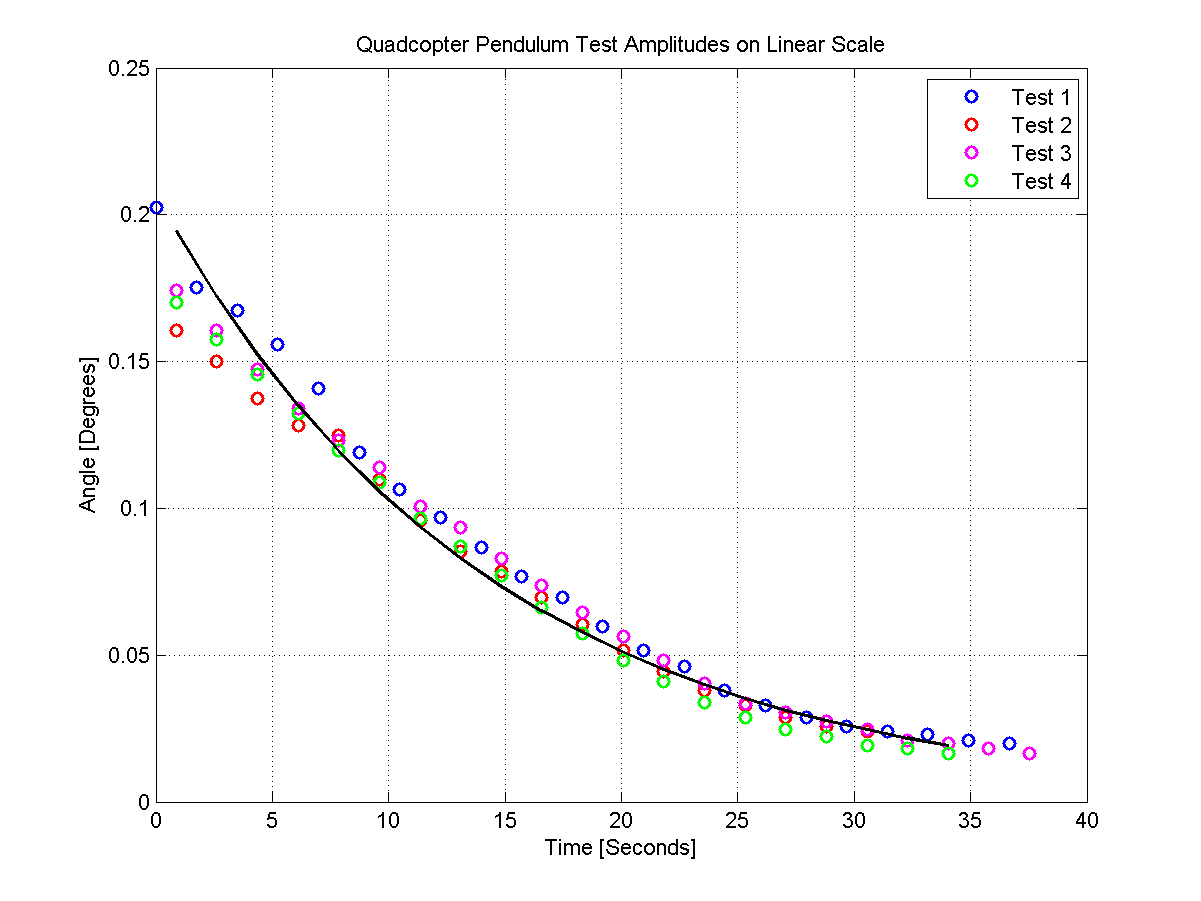 Quadcopter Pendulum Test Amplitudes on Linear Scale
0.25
0.2
0.15
0.1
0.05
0
Angle [Degrees]
Test 1
Test 2
Test 3
Test 4
0 5 10 15 20 25 30 35 40
Time [Seconds]